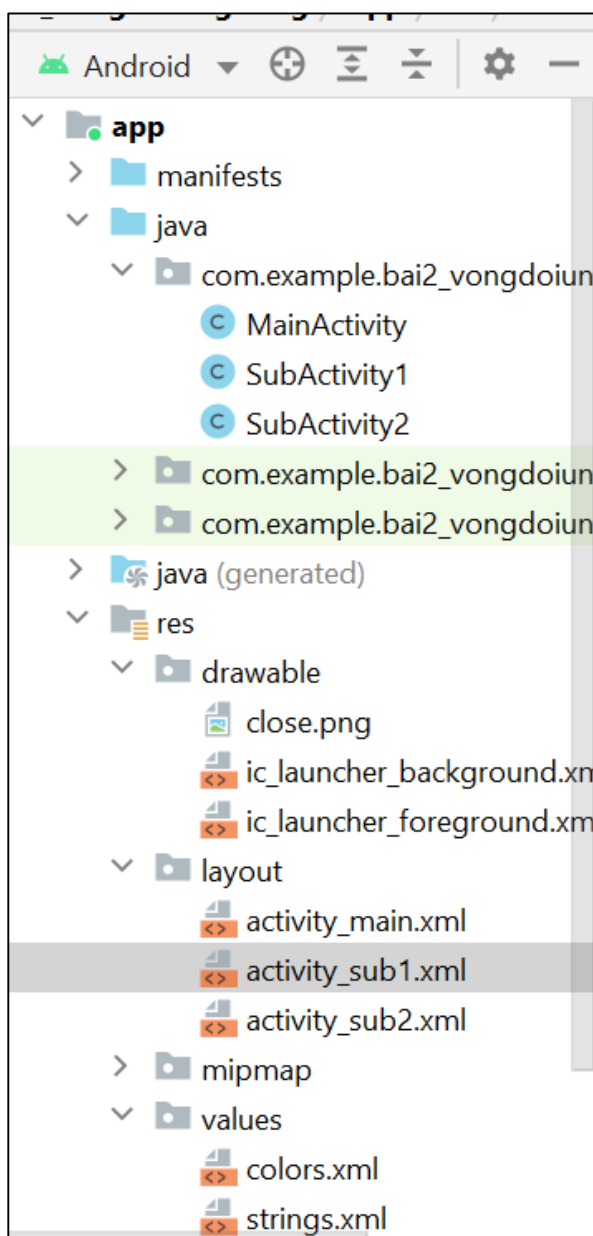 Android
app
manifests
java
com.example.bai2_vongdoiun
MainActivity
SubActivity1
SubActivity2
com.example.bai2_vongdoiun
com.example.bai2_vongdoiun
java (generated)
res
drawable
close.png
ic_launcher_background.xm
ic_launcher_foreground.xm
layout
activity_main.xml
activity_sub1.xml
activity_sub2.xml
mipmap
values
colors.xml
strings.xml